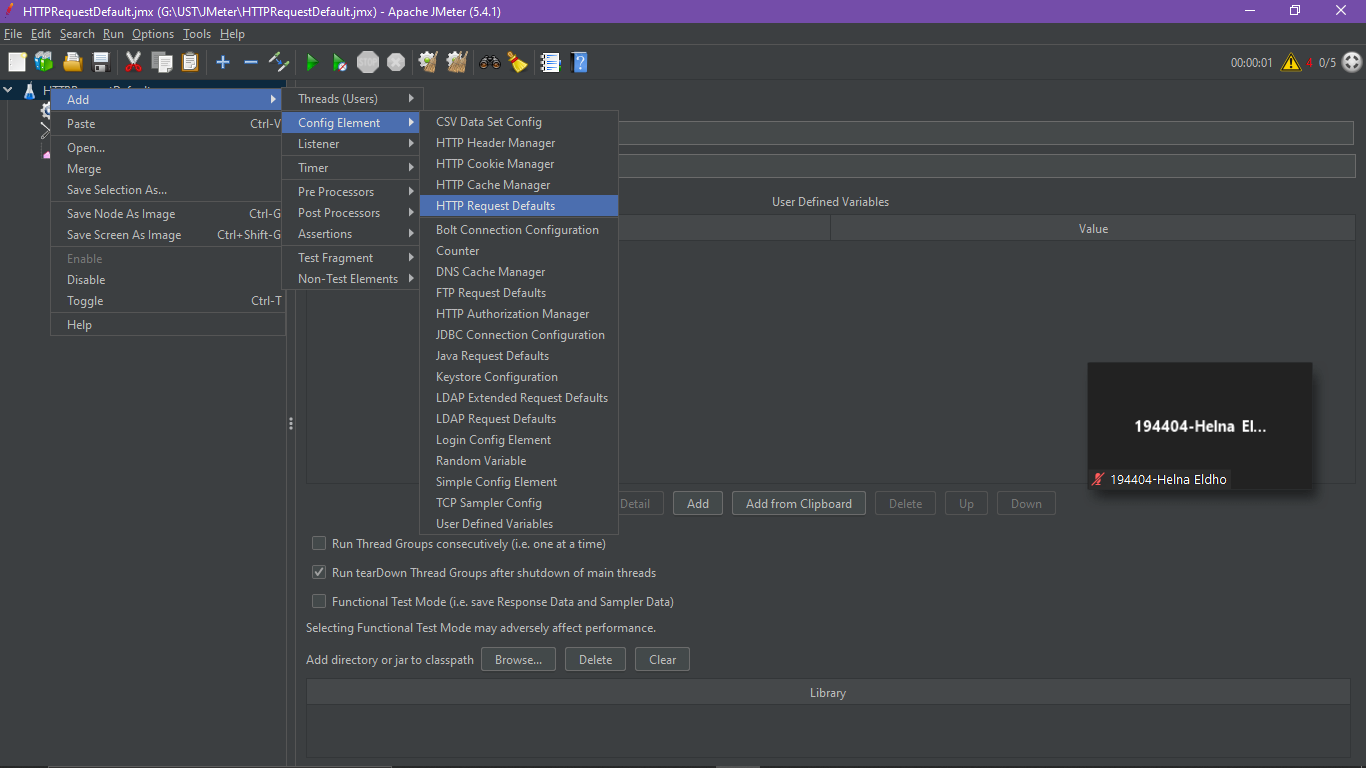 HTTPRequestDefault.jmx (G:\UST\JMeter\HTTPRequestDefault.jmx) - Apache JMeter (5.4.1)
File Edit Search Run Options Tools Help
STOP
00:00:01 4 0/5
Add
Paste Ctrl-V
Open...
Merge
Save Selection As...
Save Node As Image Ctrl-G
Save Screen As Image Ctrl+Shift-G
Enable
Disable
Toggle Ctrl-T
Help
Threads (Users)
Config Element
Listener
Timer
Pre Processors
Post Processors
Assertions
Test Fragment
Non-Test Elements
CSV Data Set Config
HTTP Header Manager
HTTP Cookie Manager
HTTP Cache Manager
HTTP Request Defaults
Bolt Connection Configuration
Counter
DNS Cache Manager
FTP Request Defaults
HTTP Authorization Manager
JDBC Connection Configuration
Java Request Defaults
Keystore Configuration
LDAP Extended Request Defaults
LDAP Request Defaults
Login Config Element
Random Variable
Simple Config Element
TCP Sampler Config
User Defined Variables
User Defined Variables
Value
194404-Helna El...
194404-Helna Eldho
Detail Add Add from Clipboard Delete Up Down
Run Thread Groups consecutively (i.e. one at a time)
Run tearDown Thread Groups after shutdown of main threads
Functional Test Mode (i.e. save Response Data and Sampler Data)
Selecting Functional Test Mode may adversely affect performance.
Add directory or jar to classpath Browse... Delete Clear
Library